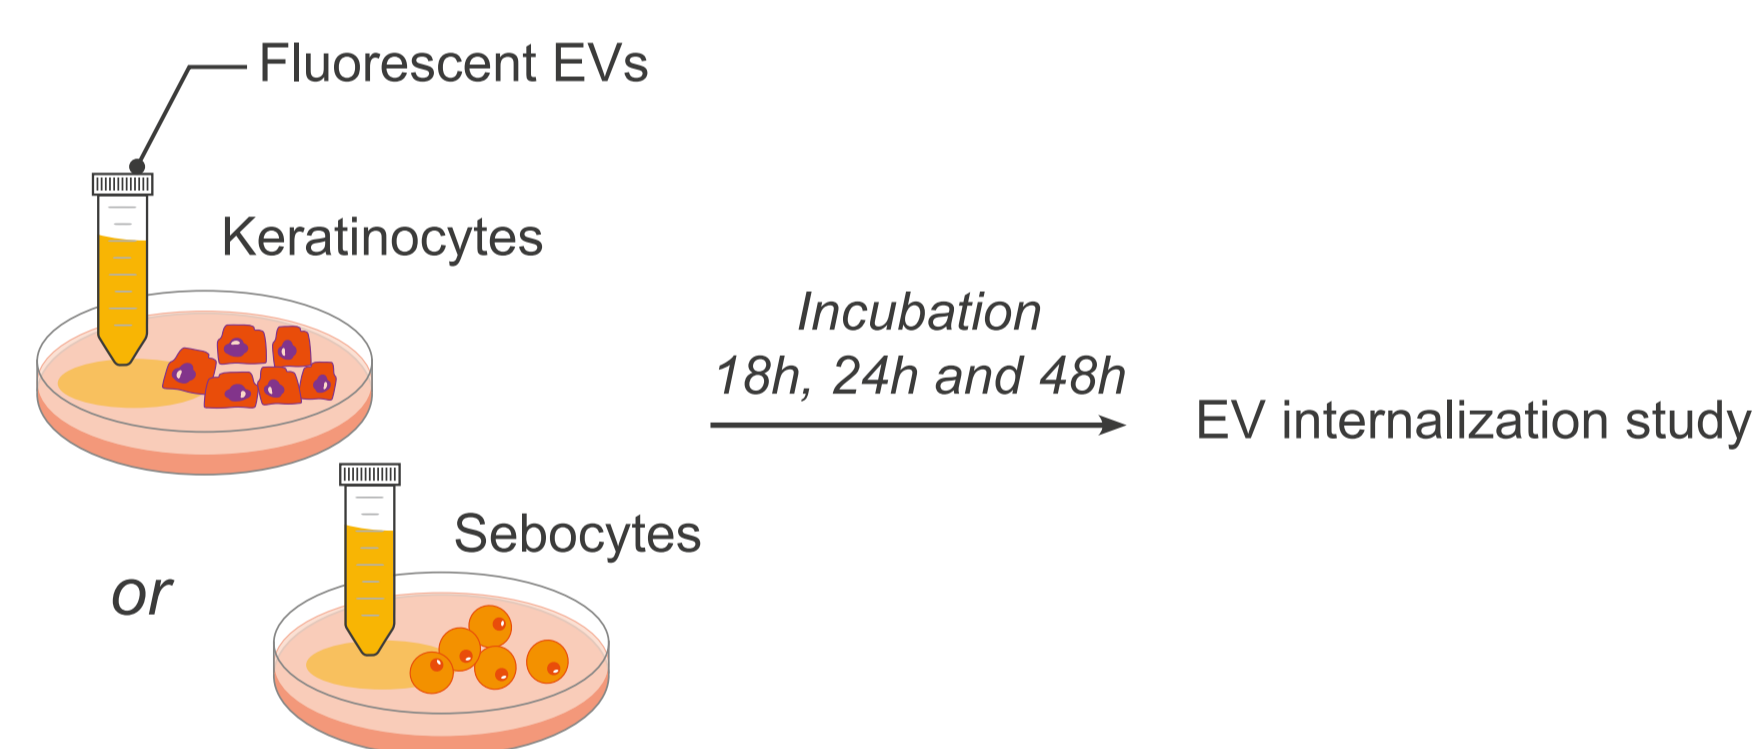 Fluorescent EVs
Keratinocytes
Incubation
18h, 24h and 48h
EV internalization study
Sebocytes
or